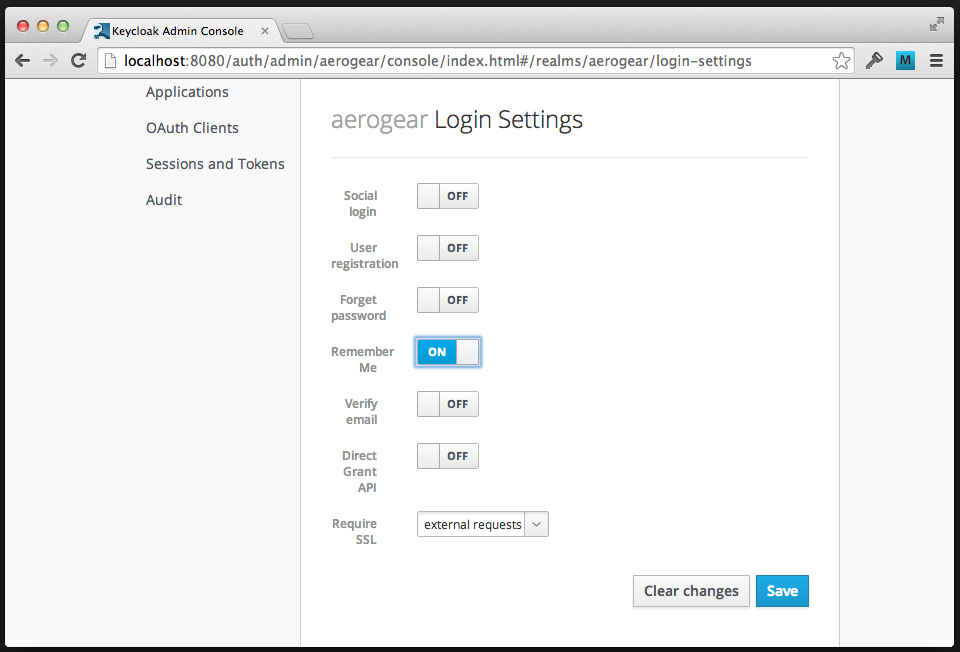 Keycloak Admin Console
localhost:8080/auth/admin/aerogear/console/index.html#/realms/aerogear/login-settings
M
Applications
OAuth Clients
Sessions and Tokens
Audit
aerogear Login Settings
Social
login
OFF
User
registration
OFF
Forget
password
OFF
Remember
Me
ON
Verify
email
OFF
Direct
Grant
API
OFF
Require
SSL
external requests
Clear changes
Save